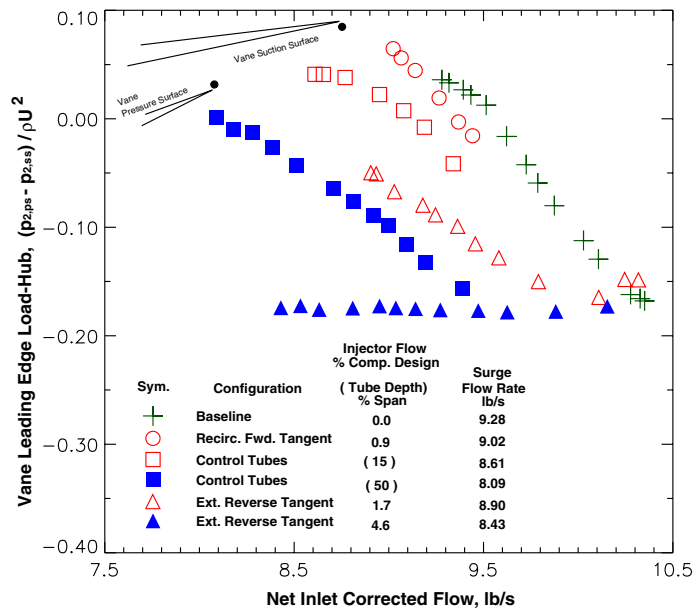 0.10
0.00
-0.10
-0.20
-0.30
-0.40
Vane Leading Edge Load-Hub, (p2,ps - p2,ss) / ρU²
Vane Suction Surface
Vane
Pressure Surface
Injector Flow
% Comp. Design
Surge
Sym. Configuration ( Tube Depth) Flow Rate
% Span lb/s
Baseline 0.0 9.28
Recirc. Fwd. Tangent 0.9 9.02
Control Tubes ( 15 ) 8.61
Control Tubes ( 50 ) 8.09
Ext. Reverse Tangent 1.7 8.90
Ext. Reverse Tangent 4.6 8.43
7.5 8.5 9.5 10.5
Net Inlet Corrected Flow, lb/s